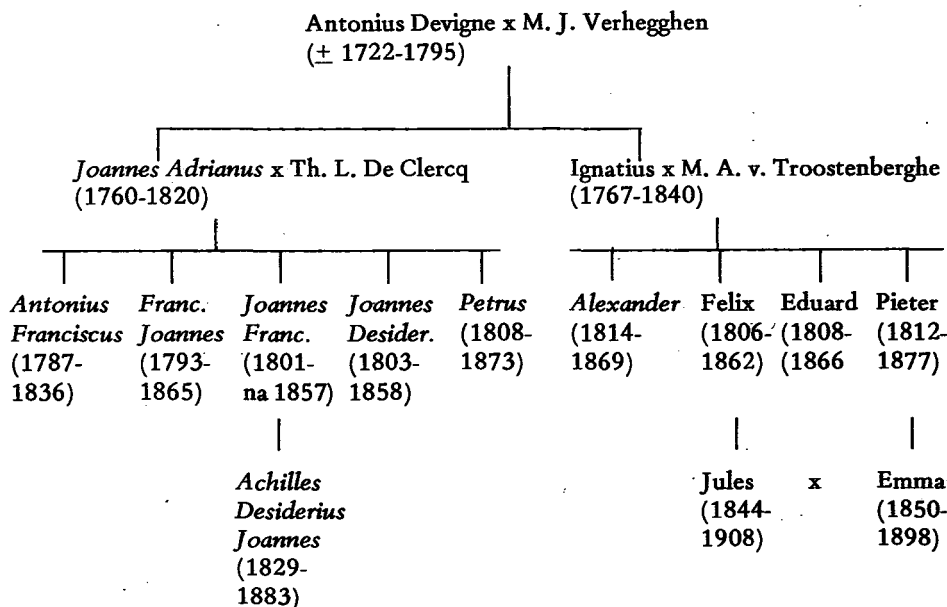 Antonius Devigne x M. J. Verhegghen
(± 1722-1795)
Joannes Adrianus x Th. L. De Clercq
(1760-1820)
Ignatius x M. A. v. Troostenberghe
(1767-1840)
Antonius
Franciscus
(1787-
1836)
Franc.
Joannes
(1793-
1865)
Joannes
Franc.
(1801-
na 1857)
Joannes
Desider.
(1803-
1858)
Petrus
(1808-
1873)
Alexander
(1814-
1869)
Felix
(1806-
1862)
Eduard
(1808-
1866
Pieter
(1812-
1877)
Achilles
Desiderius
Joannes
(1829-
1883)
Jules
(1844-
1908)
x
Emma
(1850-
1898)